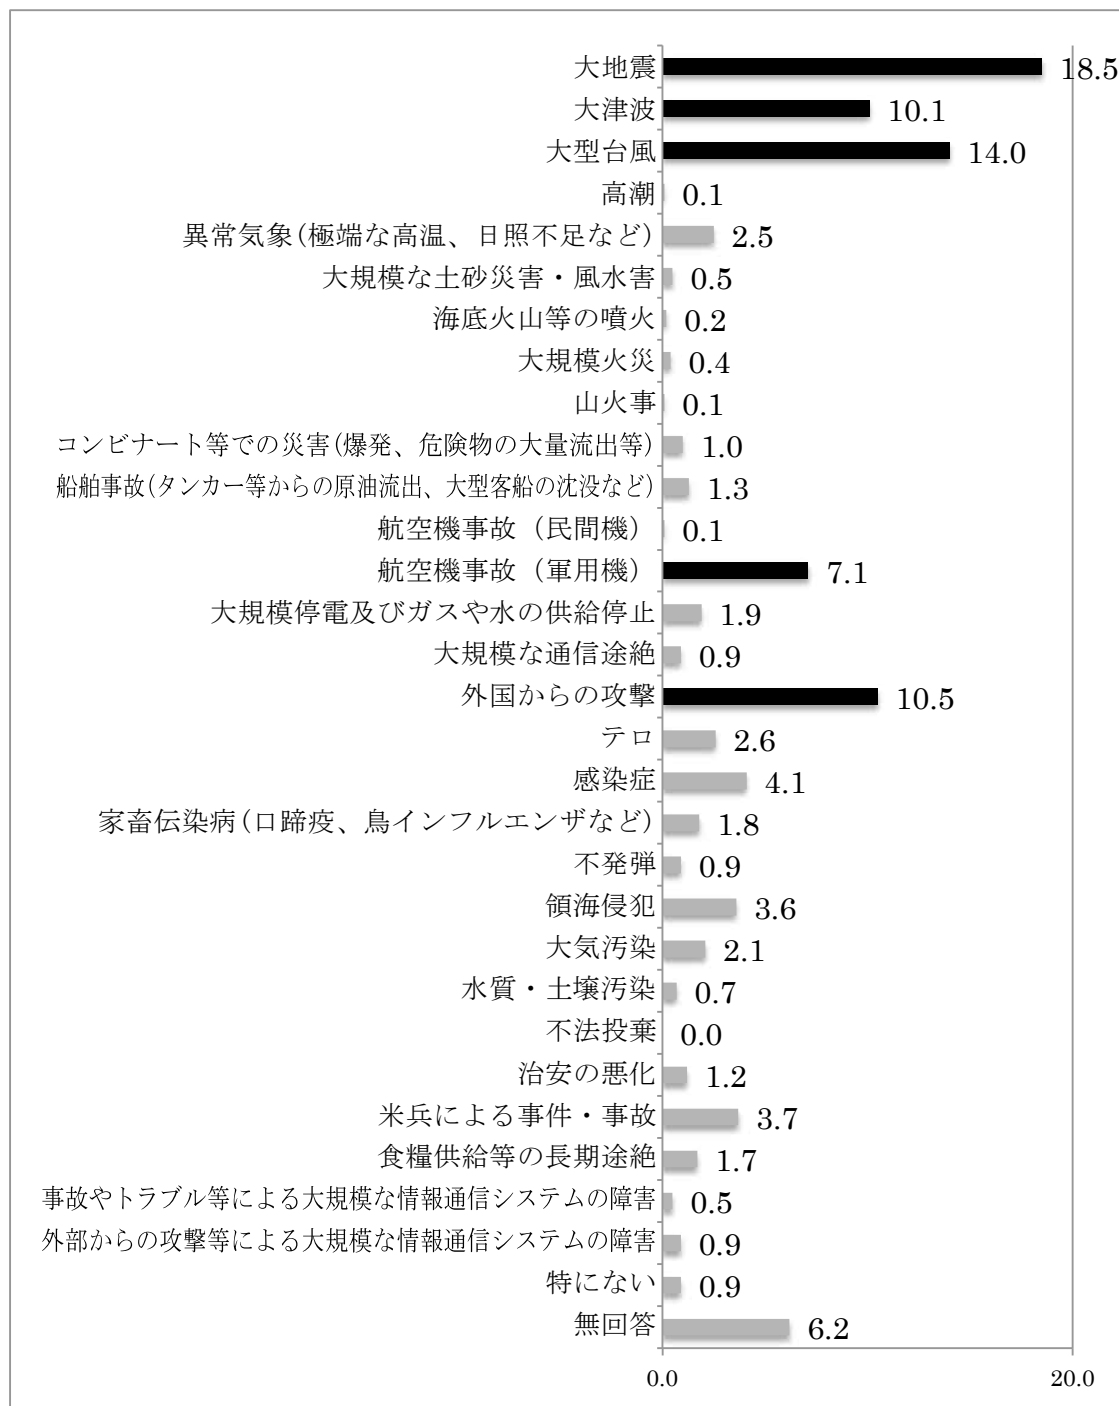 大地震 18.5
大津波 10.1
大型台風 14.0
高潮 0.1
異常気象(極端な高温、日照不足など) 2.5
大規模な土砂災害・風水害 0.5
海底火山等の噴火 0.2
大規模火災 0.4
山火事 0.1
コンビナート等での災害(爆発、危険物の大量流出等) 1.0
船舶事故(タンカー等からの原油流出、大型客船の沈没など) 1.3
航空機事故（民間機） 0.1
航空機事故（軍用機） 7.1
大規模停電及びガスや水の供給停止 1.9
大規模な通信途絶 0.9
外国からの攻撃 10.5
テロ 2.6
感染症 4.1
家畜伝染病(口蹄疫、鳥インフルエンザなど) 1.8
不発弾 0.9
領海侵犯 3.6
大気汚染 2.1
水質・土壌汚染 0.7
不法投棄 0.0
治安の悪化 1.2
米兵による事件・事故 3.7
食糧供給等の長期途絶 1.7
事故やトラブル等による大規模な情報通信システムの障害 0.5
外部からの攻撃等による大規模な情報通信システムの障害 0.9
特にない 0.9
無回答 6.2
0.0 20.0